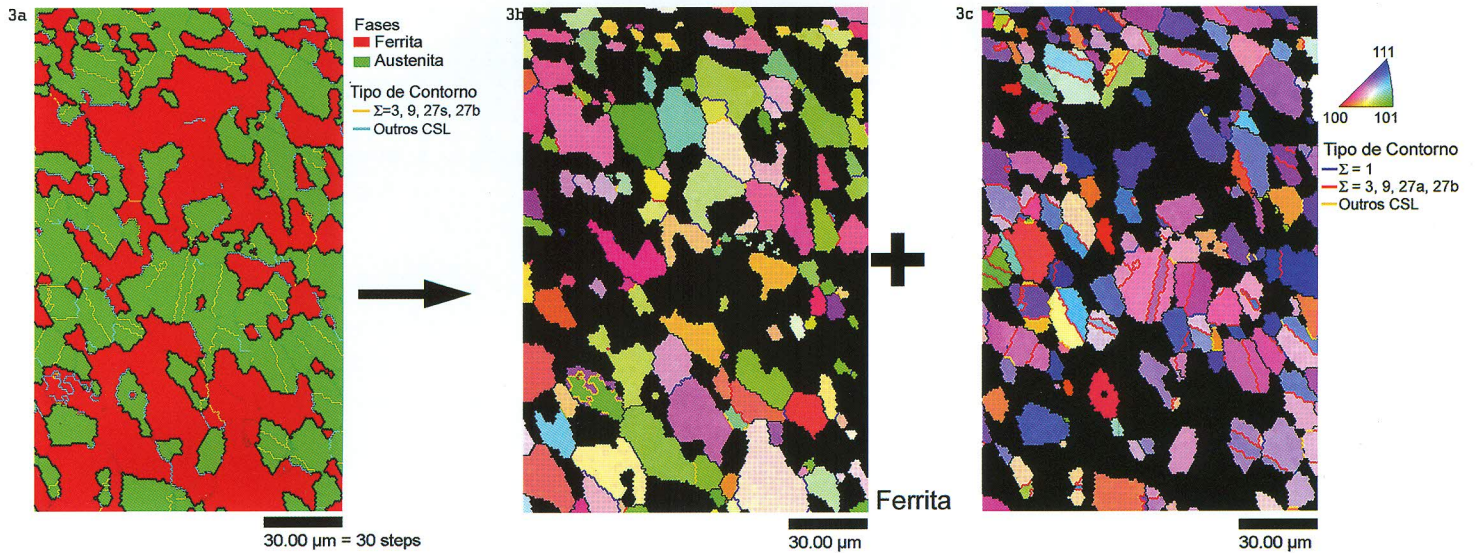 3a
Fases
Ferrita
Austenita
Tipo de Contorno
Σ=3, 9, 27s, 27b
Outros CSL
30.00 µm = 30 steps
3b
Ferrita
30.00 µm
3c
111
100
101
Tipo de Contorno
Σ = 1
Σ = 3, 9, 27a, 27b
Outros CSL
30.00 µm